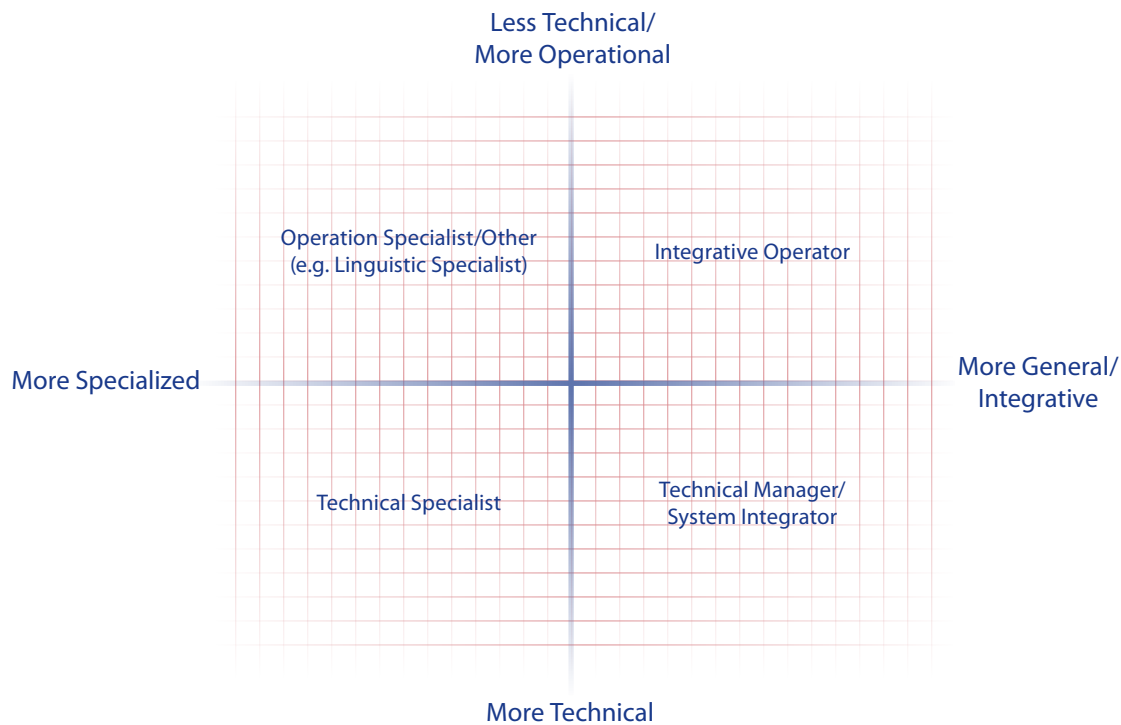 Less Technical/
More Operational
Operation Specialist/Other
(e.g. Linguistic Specialist)
Integrative Operator
More Specialized
More General/
Integrative
Technical Specialist
Technical Manager/
System Integrator
More Technical